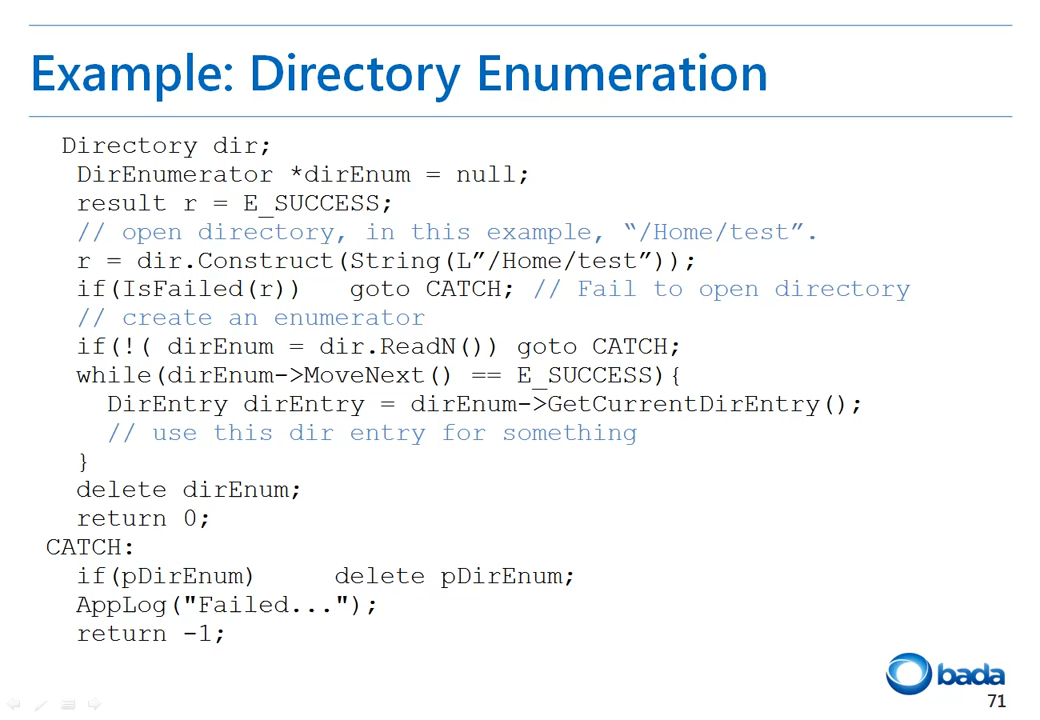 Example: Directory Enumeration
Directory dir;
DirEnumerator *dirEnum = null;
result r = E_SUCCESS;
// open directory, in this example, “/Home/test”.
r = dir.Construct(String(L”/Home/test”));
if(IsFailed(r))   goto CATCH; // Fail to open directory
// create an enumerator
if(!( dirEnum = dir.ReadN()) goto CATCH;
while(dirEnum->MoveNext() == E_SUCCESS){
DirEntry dirEntry = dirEnum->GetCurrentDirEntry();
// use this dir entry for something
}
delete dirEnum;
return 0;
CATCH:
if(pDirEnum)     delete pDirEnum;
AppLog("Failed...");
return -1;
bada
71